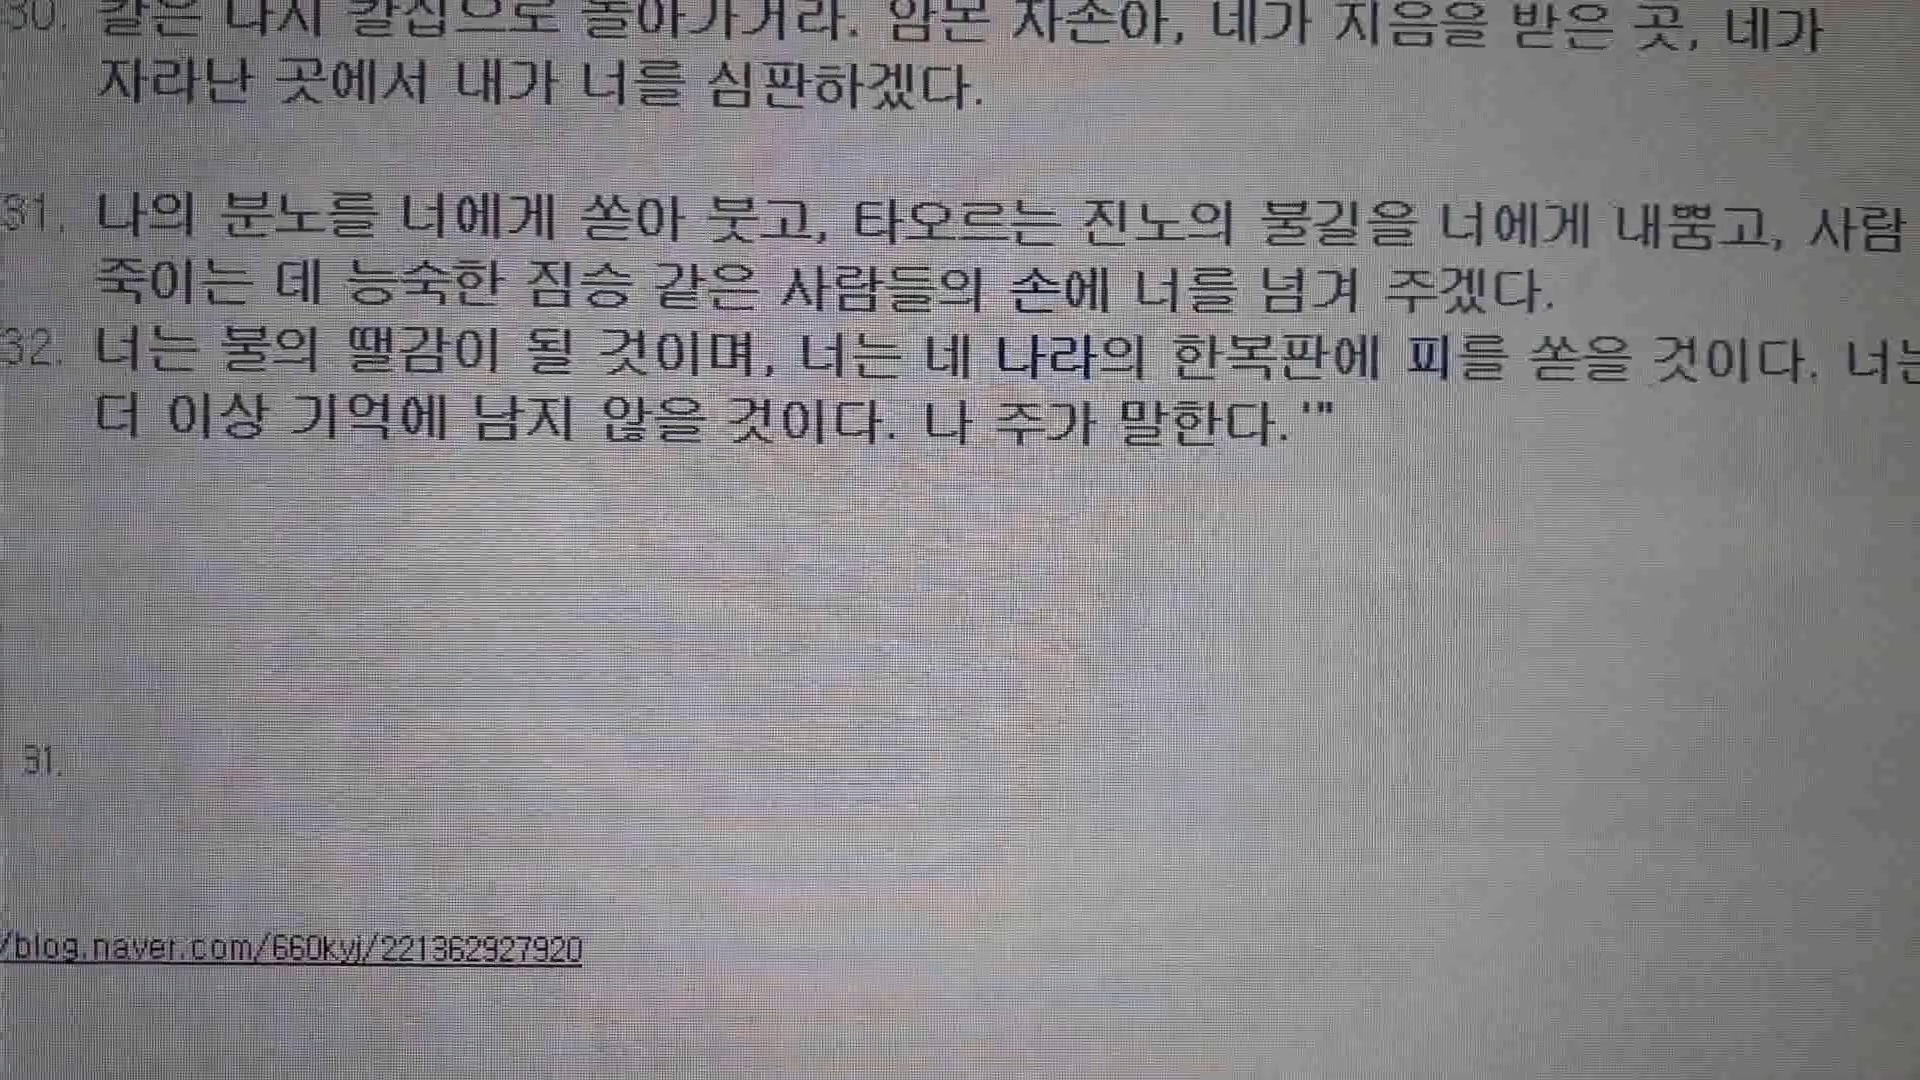 30. 칼은 다시 칼집으로 돌아가거라. 암몬 자손아, 네가 지음을 받은 곳, 네가
자라난 곳에서 내가 너를 심판하겠다.
31. 나의 분노를 너에게 쏟아 붓고, 타오르는 진노의 불길을 너에게 내뿜고, 사람
죽이는 데 능숙한 짐승 같은 사람들의 손에 너를 넘겨 주겠다.
32. 너는 불의 땔감이 될 것이며, 너는 네 나라의 한복판에 피를 쏟을 것이다. 너는
더 이상 기억에 남지 않을 것이다. 나 주가 말한다.'"
31.
/blog.naver.com/660kyj/221362927920